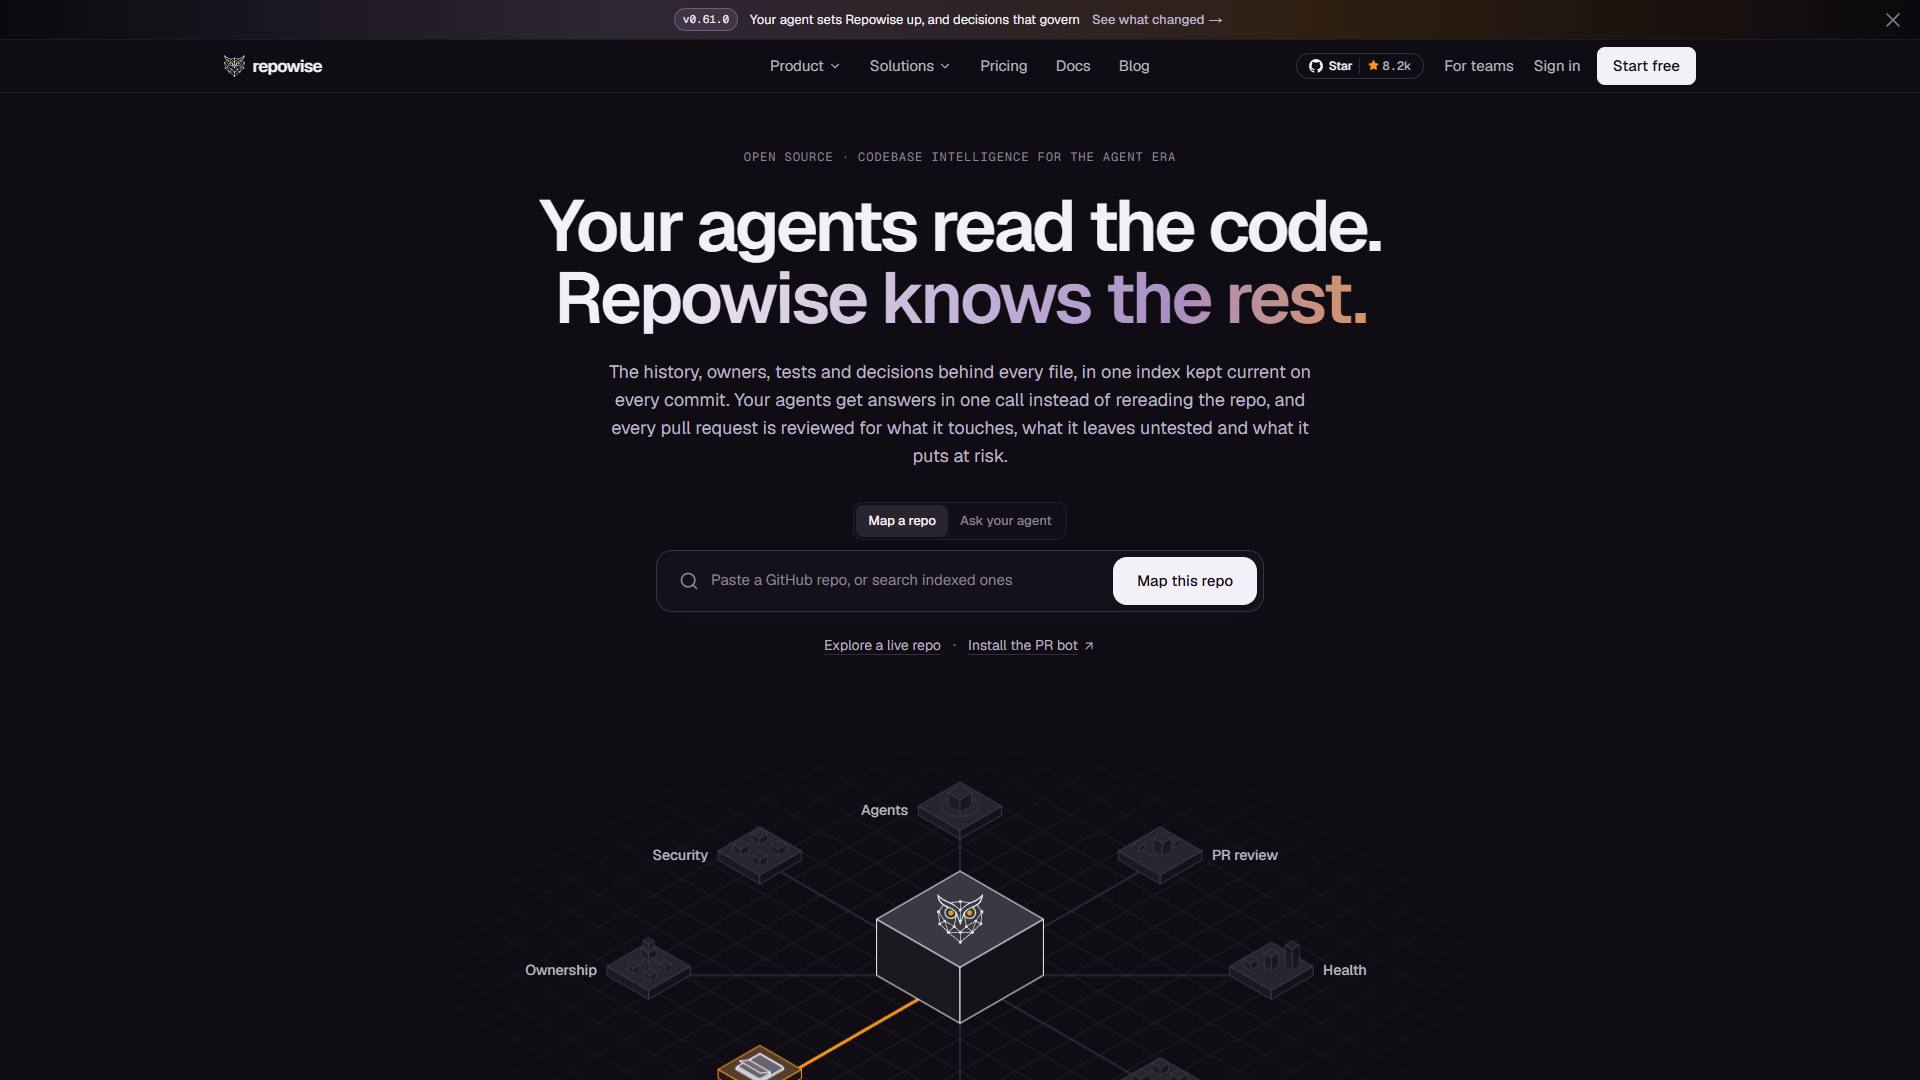 v0.61.0 Your agent sets Repowise up, and decisions that govern See what changed →
repowise Product Solutions Pricing Docs Blog Star 8.2k For teams Sign in Start free
OPEN SOURCE · CODEBASE INTELLIGENCE FOR THE AGENT ERA
Your agents read the code.
Repowise knows the rest.
The history, owners, tests and decisions behind every file, in one index kept current on
every commit. Your agents get answers in one call instead of rereading the repo, and
every pull request is reviewed for what it touches, what it leaves untested and what it
puts at risk.
Map a repo Ask your agent
Paste a GitHub repo, or search indexed ones Map this repo
Explore a live repo · Install the PR bot ↗
Agents
Security PR review
Ownership Health